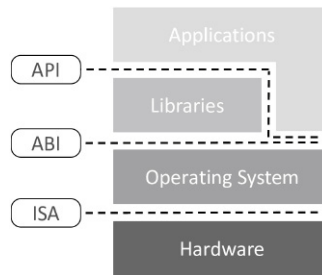 Applications
API
Libraries
ABI
Operating System
ISA
Hardware